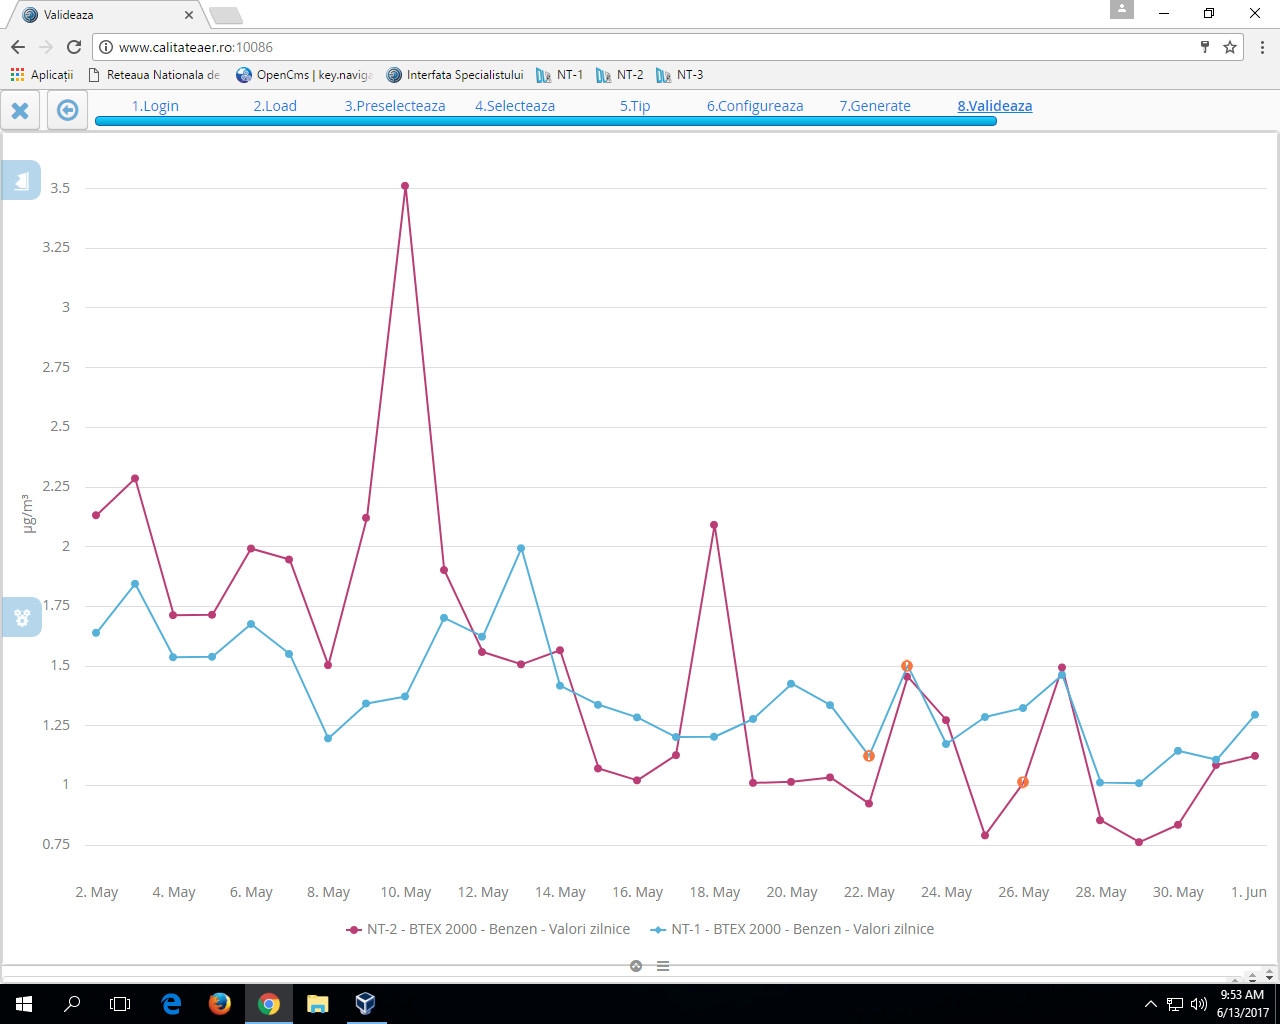 Valideaza
www.calitateaer.ro:10086
Aplicații Reteaua Nationala de OpenCms | key.naviga Interfata Specialistului NT-1 NT-2 NT-3
1.Login 2.Load 3.Preselecteaza 4.Selecteaza 5.Tip 6.Configureaza 7.Generate 8.Valideaza
3.5
3.25
3
2.75
2.5
2.25
µg/m³
2
1.75
1.5
1.25
1
0.75
2. May 4. May 6. May 8. May 10. May 12. May 14. May 16. May 18. May 20. May 22. May 24. May 26. May 28. May 30. May 1. Jun
NT-2 - BTEX 2000 - Benzen - Valori zilnice NT-1 - BTEX 2000 - Benzen - Valori zilnice
9:53 AM
6/13/2017